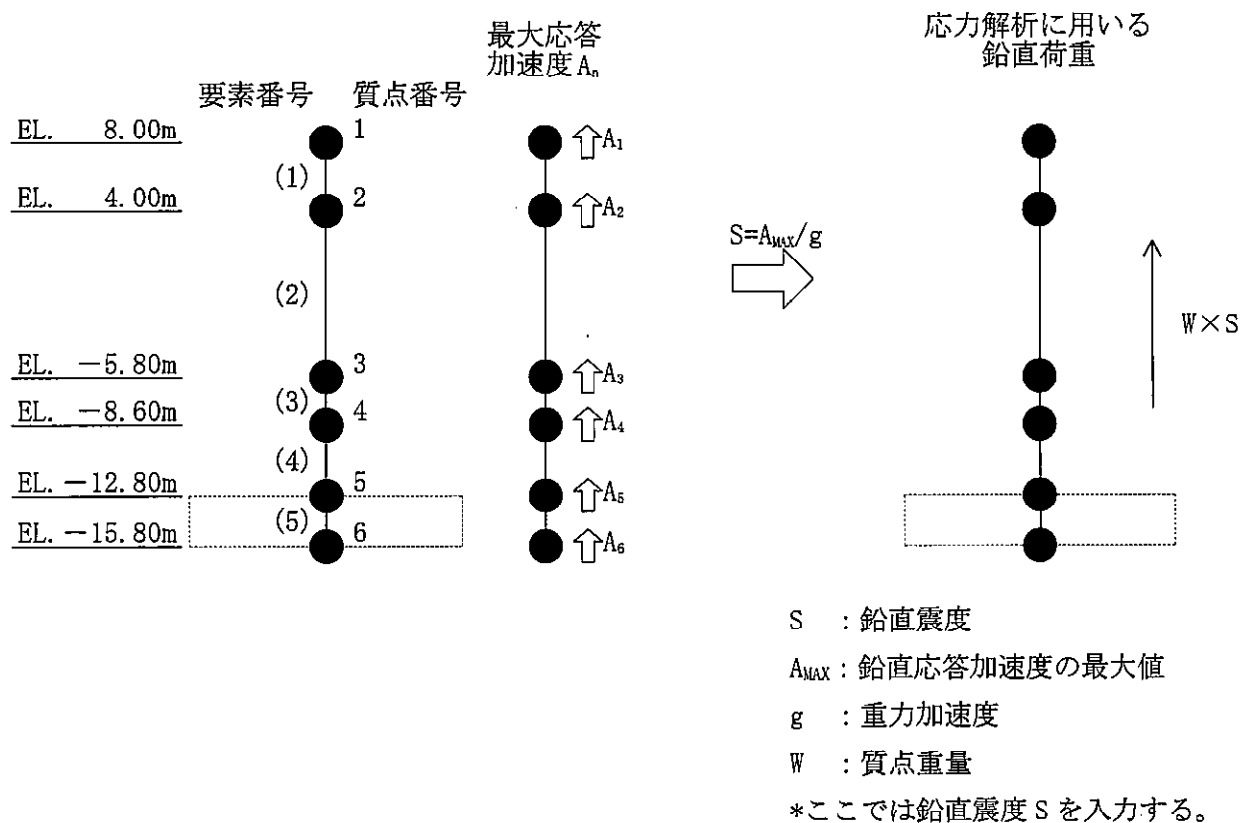 最大応答
加速度Aₙ
応力解析に用いる
鉛直荷重
要素番号 質点番号
EL. 8.00m
1
A₁
(1)
EL. 4.00m
2
A₂
S=A_MAX/g
(2)
W×S
EL. －5.80m
3
A₃
(3)
EL. －8.60m
4
A₄
(4)
EL. －12.80m
5
A₅
(5)
EL. －15.80m
6
A₆
S ：鉛直震度
A_MAX：鉛直応答加速度の最大値
g ：重力加速度
W ：質点重量
*ここでは鉛直震度Sを入力する。